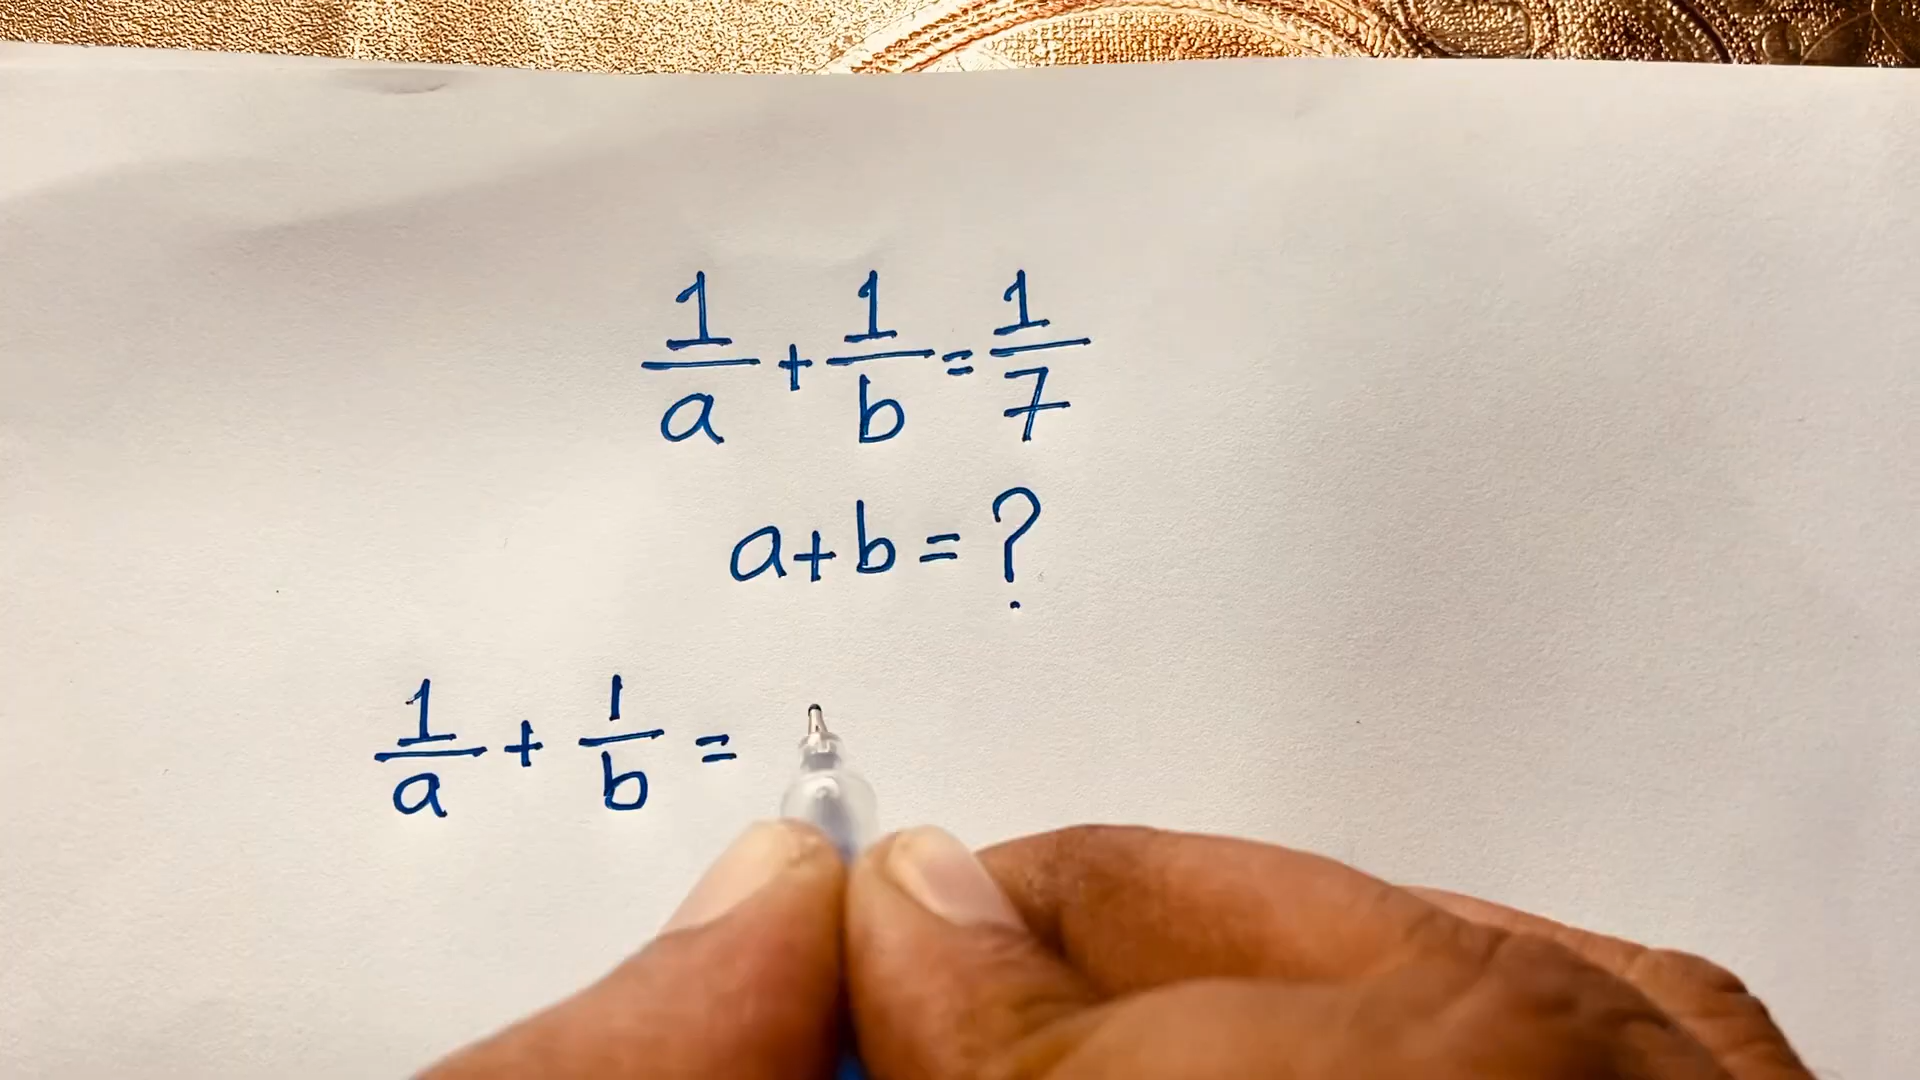 1/a + 1/b = 1/7
a+b = ?
1/a + 1/b =